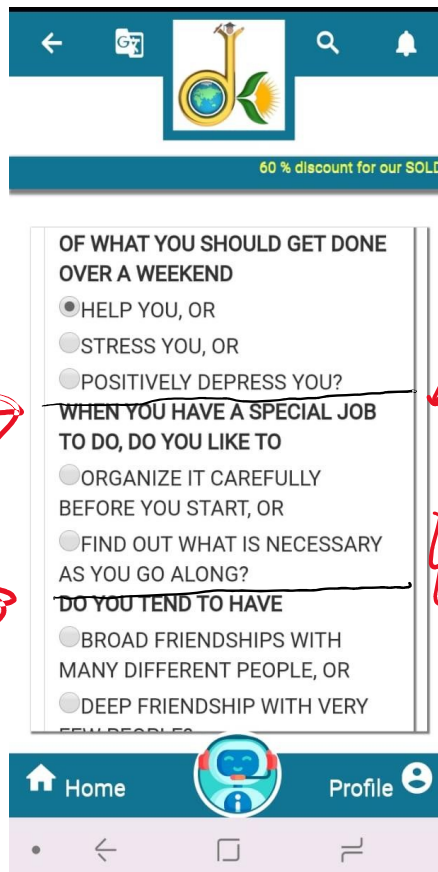 60 % discount for our SOLD
OF WHAT YOU SHOULD GET DONE
OVER A WEEKEND
HELP YOU, OR
STRESS YOU, OR
POSITIVELY DEPRESS YOU?
WHEN YOU HAVE A SPECIAL JOB
TO DO, DO YOU LIKE TO
ORGANIZE IT CAREFULLY
BEFORE YOU START, OR
FIND OUT WHAT IS NECESSARY
AS YOU GO ALONG?
DO YOU TEND TO HAVE
BROAD FRIENDSHIPS WITH
MANY DIFFERENT PEOPLE, OR
DEEP FRIENDSHIP WITH VERY
FEW PEOPLE?
Home
Profile